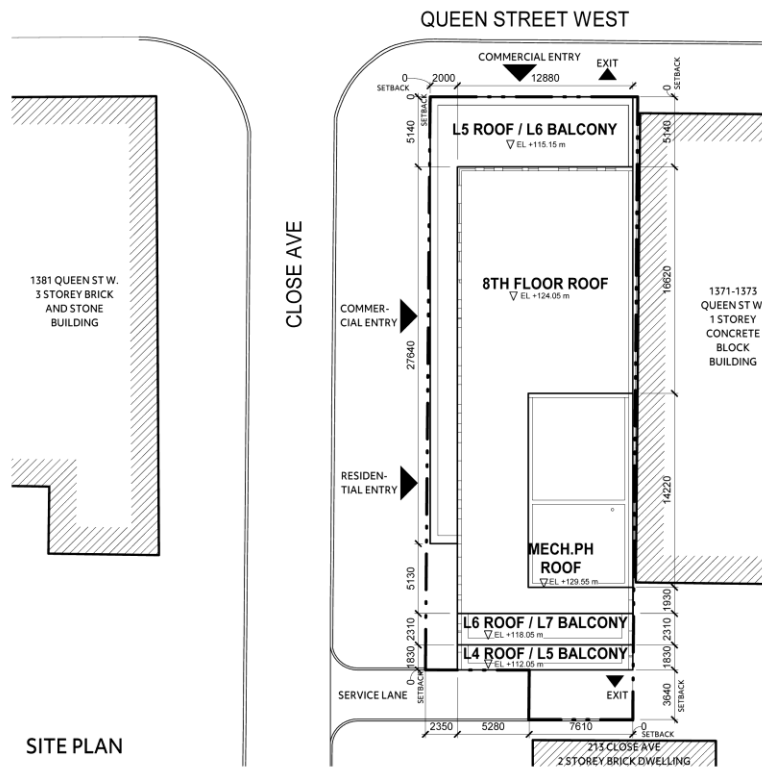 QUEEN STREET WEST
COMMERCIAL ENTRY
EXIT
0
2000
12880
0
SETBACK
SETBACK
0
SETBACK
5140
L5 ROOF / L6 BALCONY
EL +115.15 m
5140
1381 QUEEN ST W.
3 STOREY BRICK
AND STONE
BUILDING
CLOSE AVE
COMMER-
CIAL ENTRY
27640
8TH FLOOR ROOF
EL +124.05 m
16620
1371-1373
QUEEN ST W
1 STOREY
CONCRETE
BLOCK
BUILDING
RESIDEN-
TIAL ENTRY
14220
MECH.PH
ROOF
EL +129.55 m
5130
1930
2310
L6 ROOF / L7 BALCONY
EL +118.05 m
2310
1830
L4 ROOF / L5 BALCONY
EL +112.05 m
1830
0
SETBACK
SERVICE LANE
EXIT
3640
SETBACK
2350
5280
7610
0
SETBACK
SITE PLAN
213 CLOSE AVE
2 STOREY BRICK DWELLING